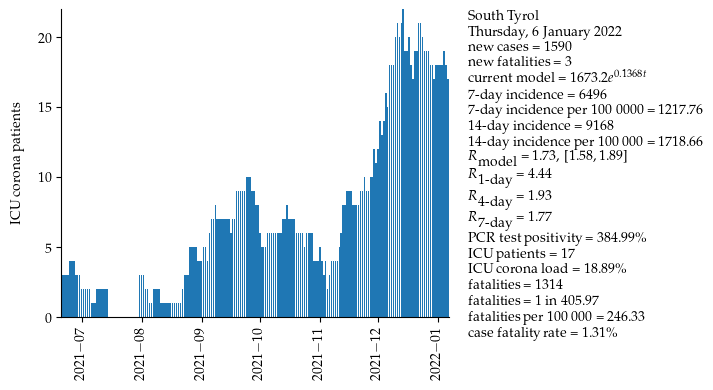 South Tyrol
Thursday, 6 January 2022
new cases = 1590
new fatalities = 3
current model = 1673.2e^0.1368t
7-day incidence = 6496
7-day incidence per 100 0000 = 1217.76
14-day incidence = 9168
14-day incidence per 100 000 = 1718.66
R_model = 1.73, [1.58, 1.89]
R_1-day = 4.44
R_4-day = 1.93
R_7-day = 1.77
PCR test positivity = 384.99%
ICU patients = 17
ICU corona load = 18.89%
fatalities = 1314
fatalities = 1 in 405.97
fatalities per 100 000 = 246.33
case fatality rate = 1.31%
ICU corona patients
20
15
10
5
0
2021-07
2021-08
2021-09
2021-10
2021-11
2021-12
2022-01